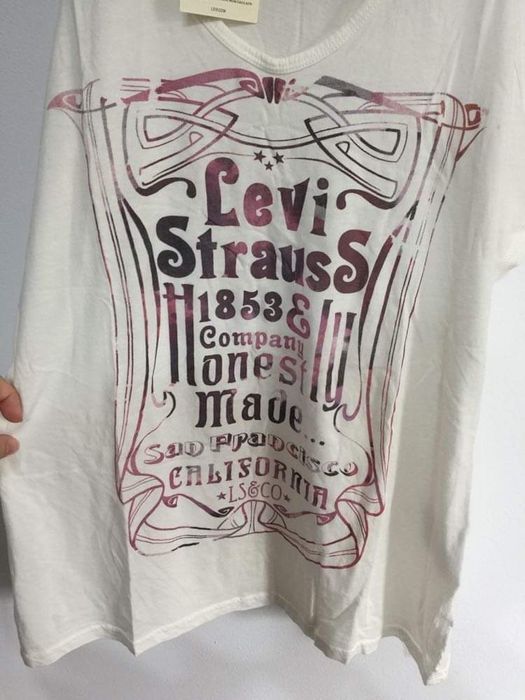 Levi
Strauss
1853 &
Company
Honestly
Made...
San Francisco
CALIFORNIA
★LS&CO★